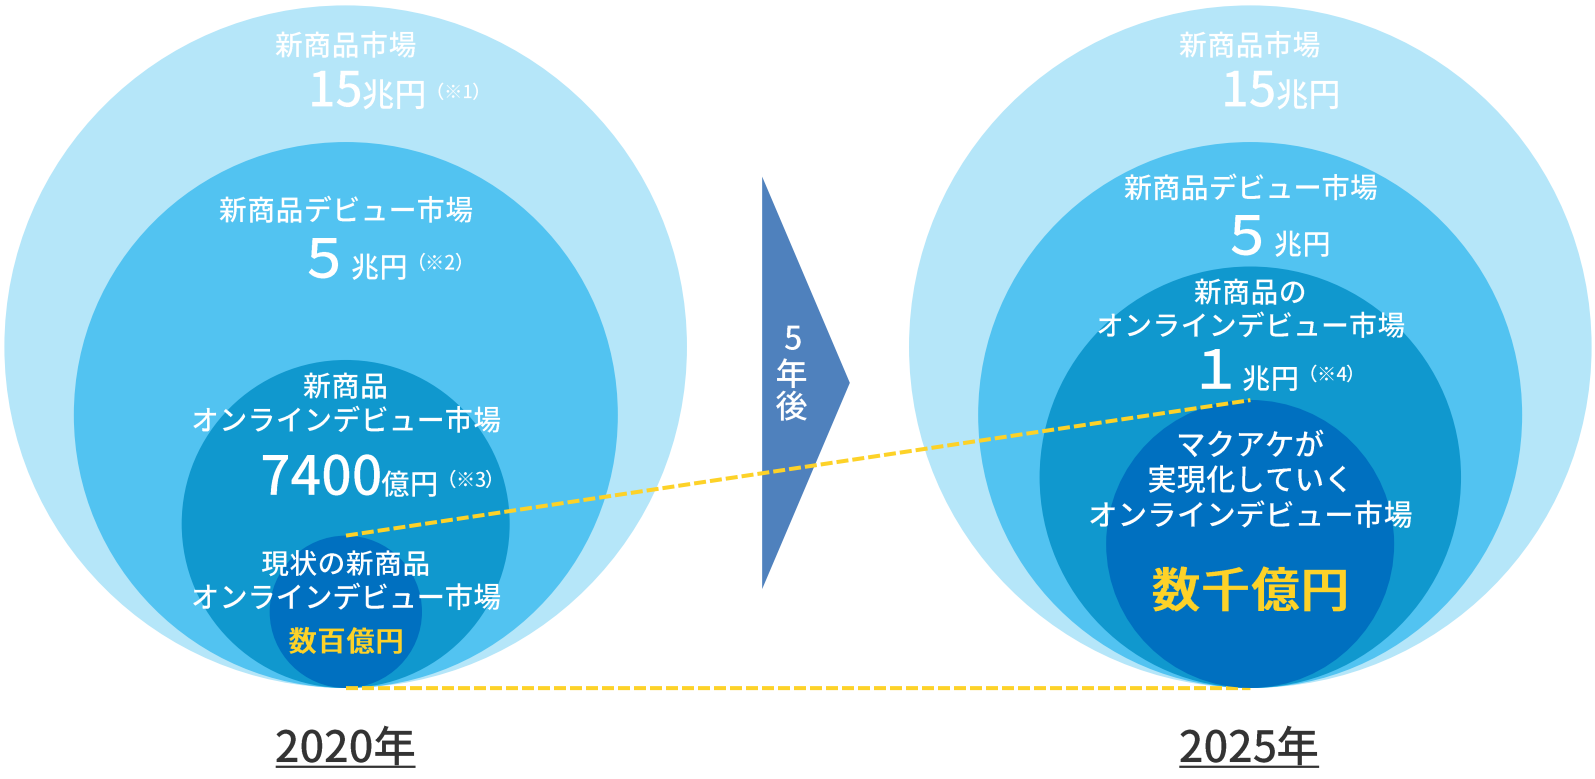 新商品市場
15兆円（※1）
新商品デビュー市場
5 兆円（※2）
新商品
オンラインデビュー市場
7400億円（※3）
現状の新商品
オンラインデビュー市場
数百億円
2020年
5年後
新商品市場
15兆円
新商品デビュー市場
5 兆円
新商品の
オンラインデビュー市場
1 兆円（※4）
マクアケが
実現化していく
オンラインデビュー市場
数千億円
2025年